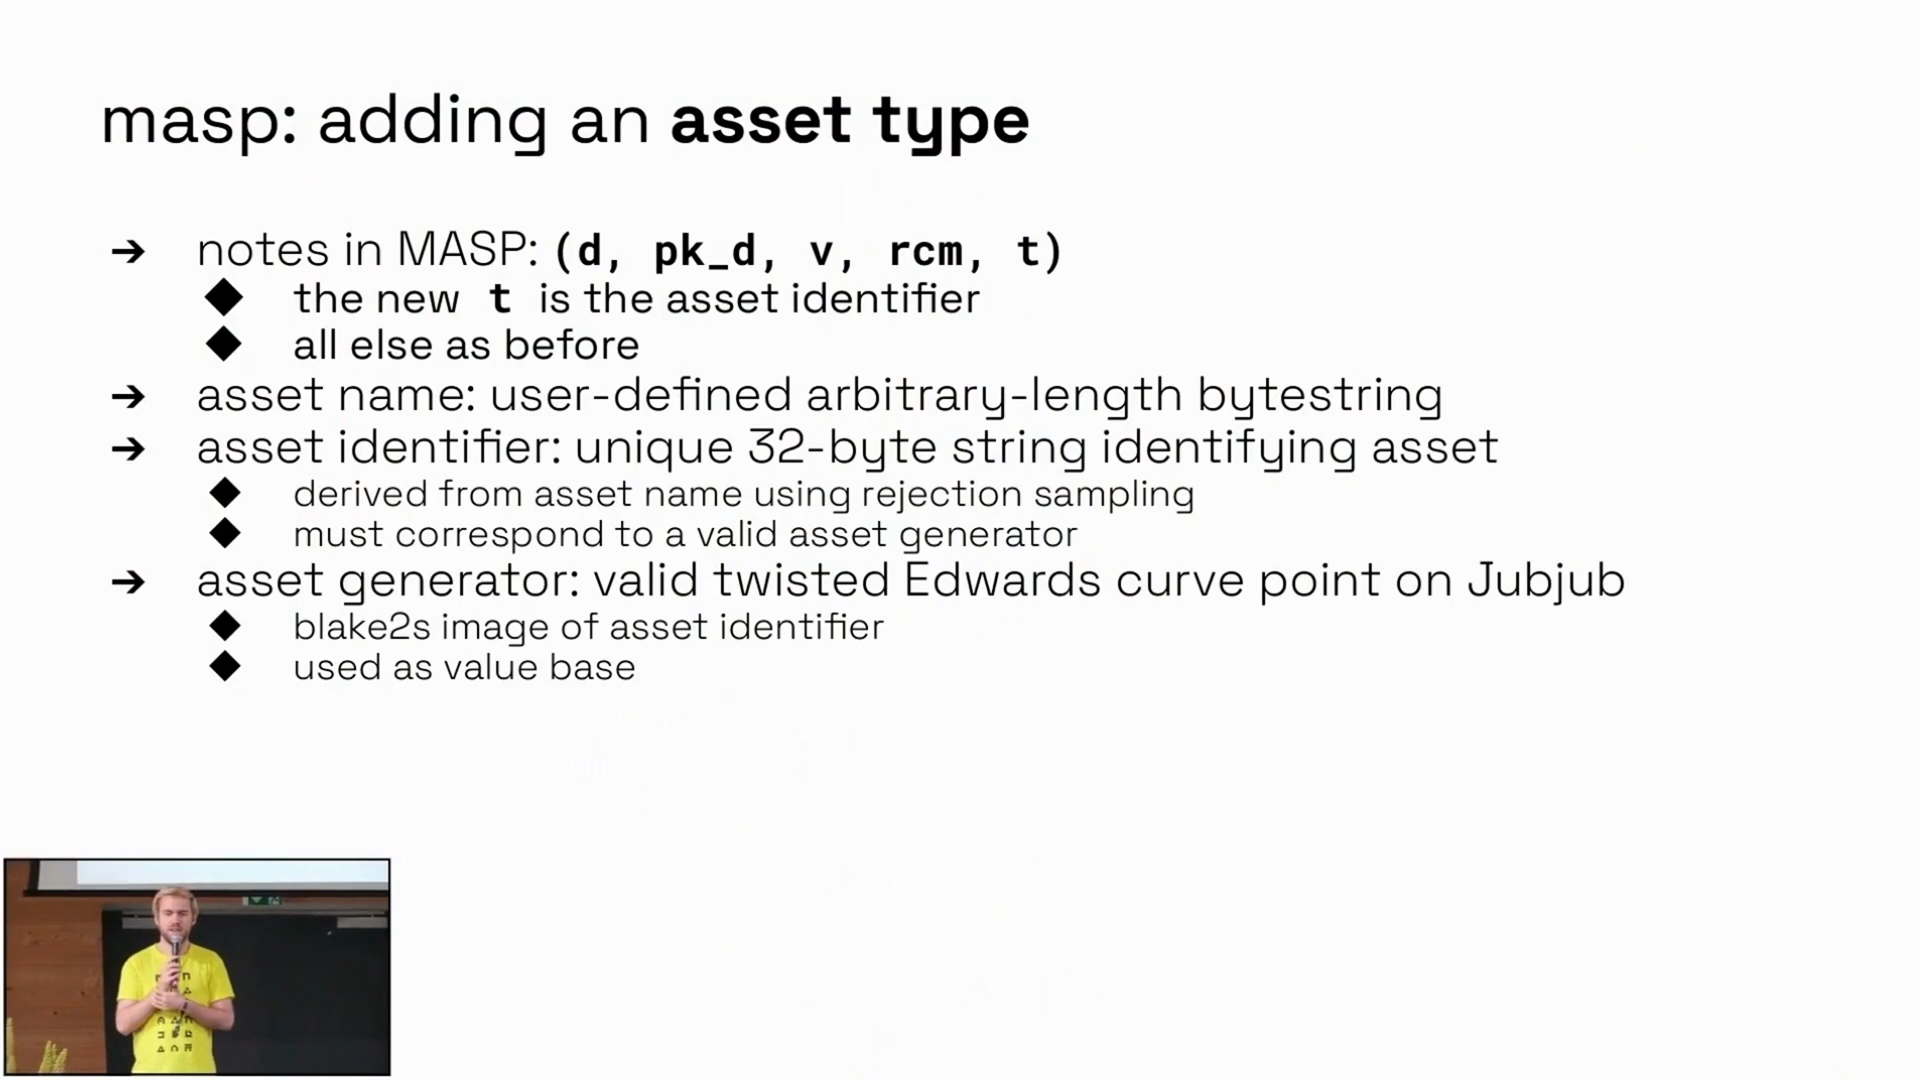 masp: adding an asset type
➔ notes in MASP: (d, pk_d, v, rcm, t)
◆ the new t is the asset identifier
◆ all else as before
➔ asset name: user-defined arbitrary-length bytestring
➔ asset identifier: unique 32-byte string identifying asset
◆ derived from asset name using rejection sampling
◆ must correspond to a valid asset generator
➔ asset generator: valid twisted Edwards curve point on Jubjub
◆ blake2s image of asset identifier
◆ used as value base